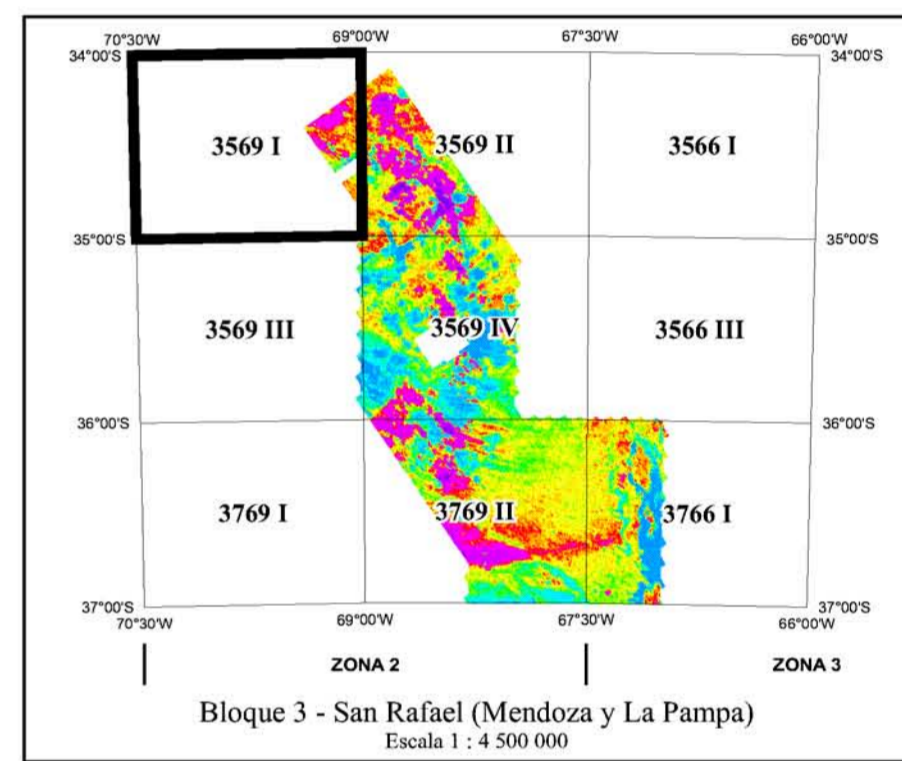 70°30'W 69°00'W 67°30'W 66°00'W
34°00'S 34°00'S
3569 I 3569 II 3566 I
35°00'S 35°00'S
3569 III 3569 IV 3566 III
36°00'S 36°00'S
3769 I 3769 II 3766 I
37°00'S 37°00'S
70°30'W 69°00'W 67°30'W 66°00'W
ZONA 2 ZONA 3
Bloque 3 - San Rafael (Mendoza y La Pampa)
Escala 1 : 4 500 000